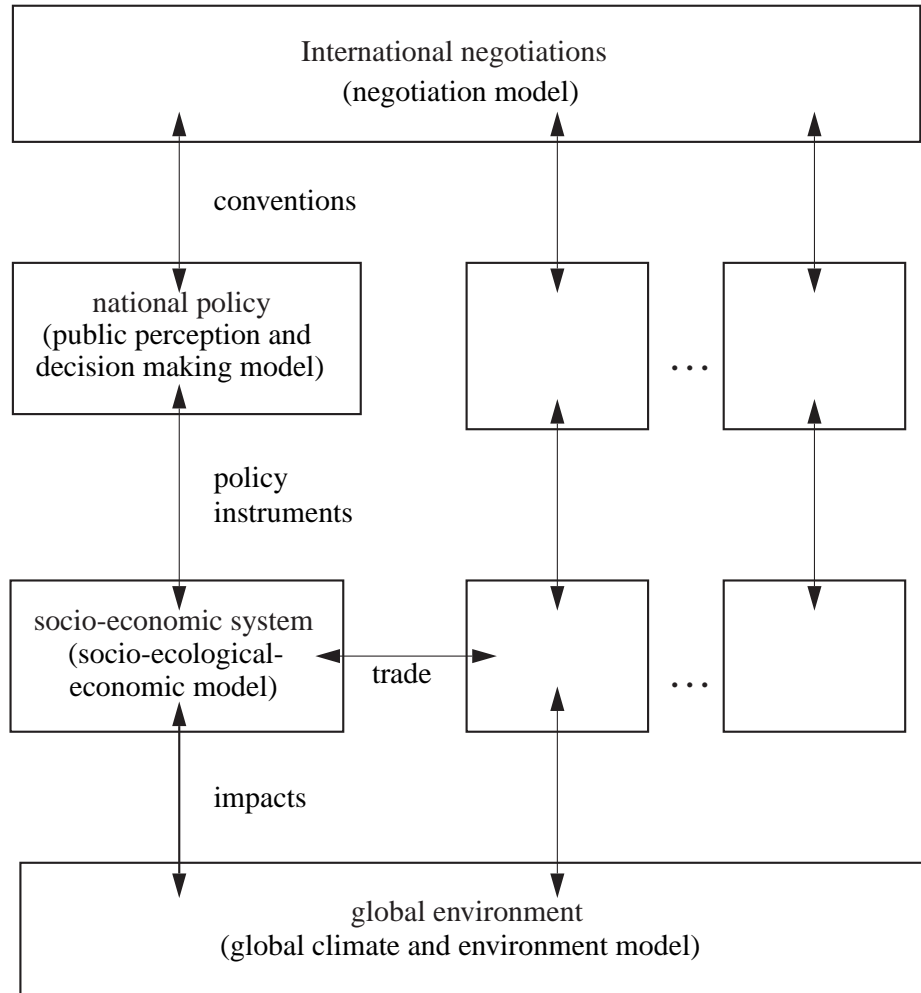 International negotiations
(negotiation model)
conventions
national policy
(public perception and
decision making model)
...
policy
instruments
socio-economic system
(socio-ecological-
economic model)
trade
...
impacts
global environment
(global climate and environment model)